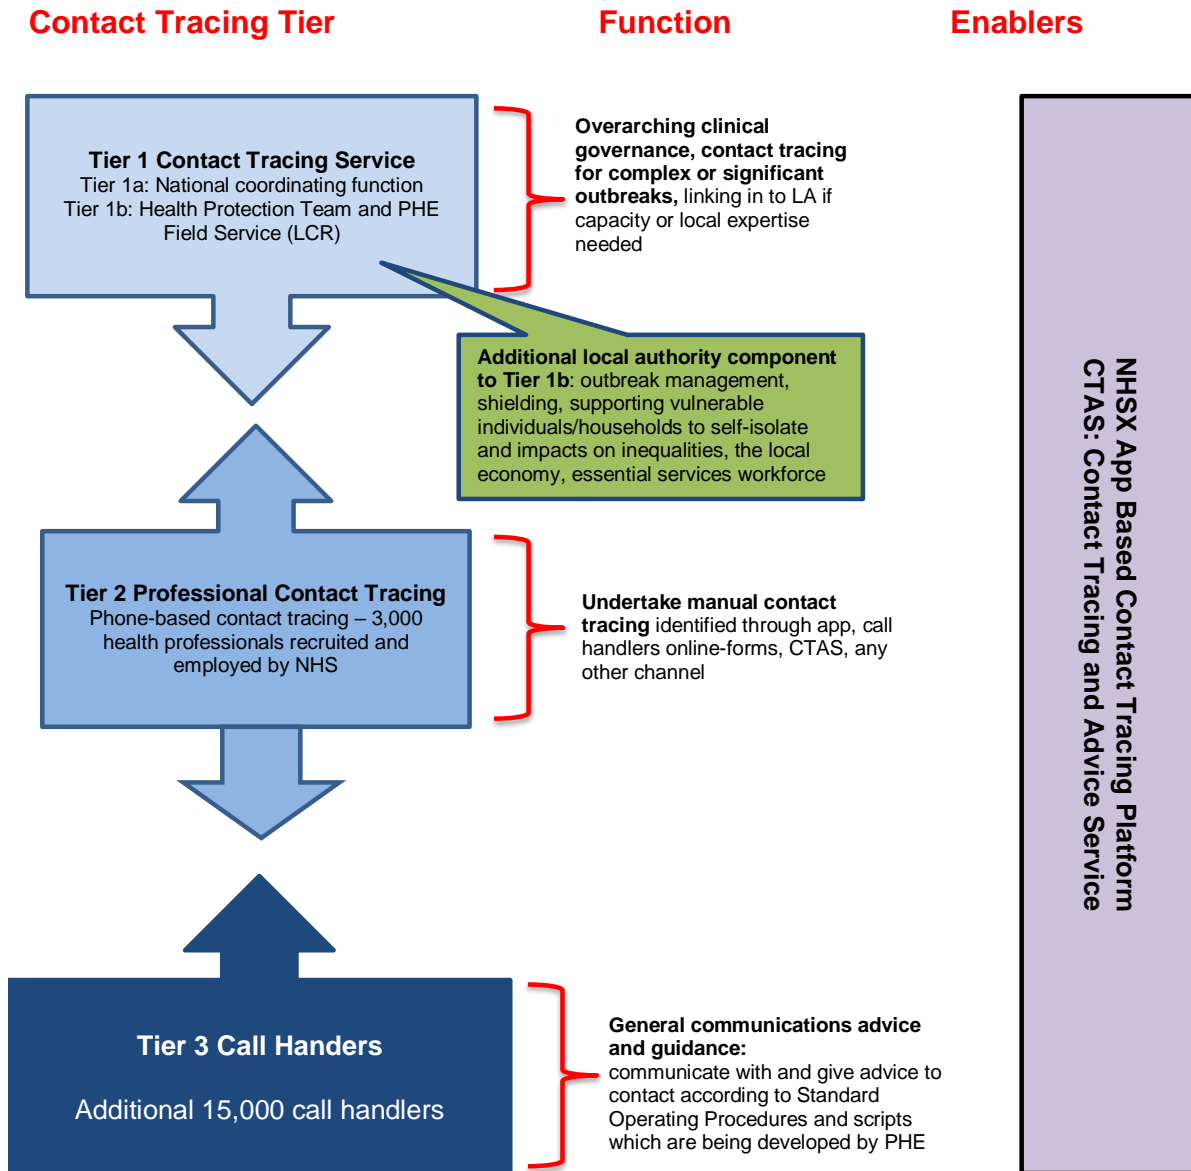 Contact Tracing Tier
Function
Enablers
Tier 1 Contact Tracing Service
Tier 1a: National coordinating function
Tier 1b: Health Protection Team and PHE
Field Service (LCR)
Overarching clinical
governance, contact tracing
for complex or significant
outbreaks, linking in to LA if
capacity or local expertise
needed
Additional local authority component
to Tier 1b: outbreak management,
shielding, supporting vulnerable
individuals/households to self-isolate
and impacts on inequalities, the local
economy, essential services workforce
Tier 2 Professional Contact Tracing
Phone-based contact tracing – 3,000
health professionals recruited and
employed by NHS
Undertake manual contact
tracing identified through app, call
handlers online-forms, CTAS, any
other channel
Tier 3 Call Handers
Additional 15,000 call handlers
General communications advice
and guidance:
communicate with and give advice to
contact according to Standard
Operating Procedures and scripts
which are being developed by PHE
NHSX App Based Contact Tracing Platform
CTAS: Contact Tracing and Advice Service